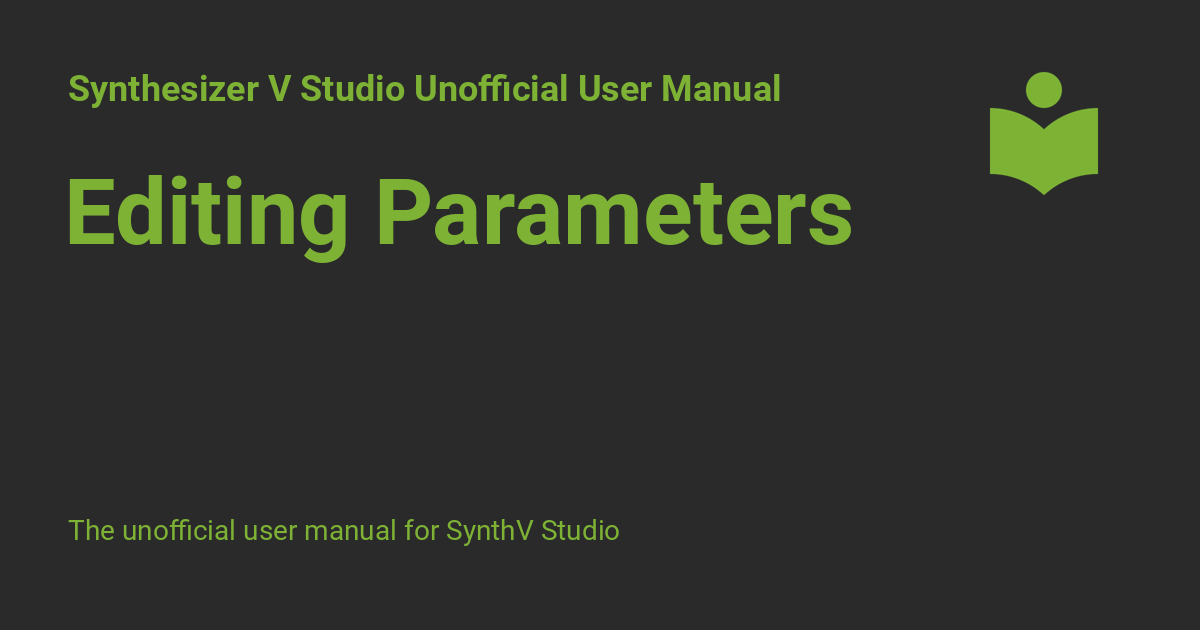 Synthesizer V Studio Unofficial User Manual
Editing Parameters
The unofficial user manual for SynthV Studio